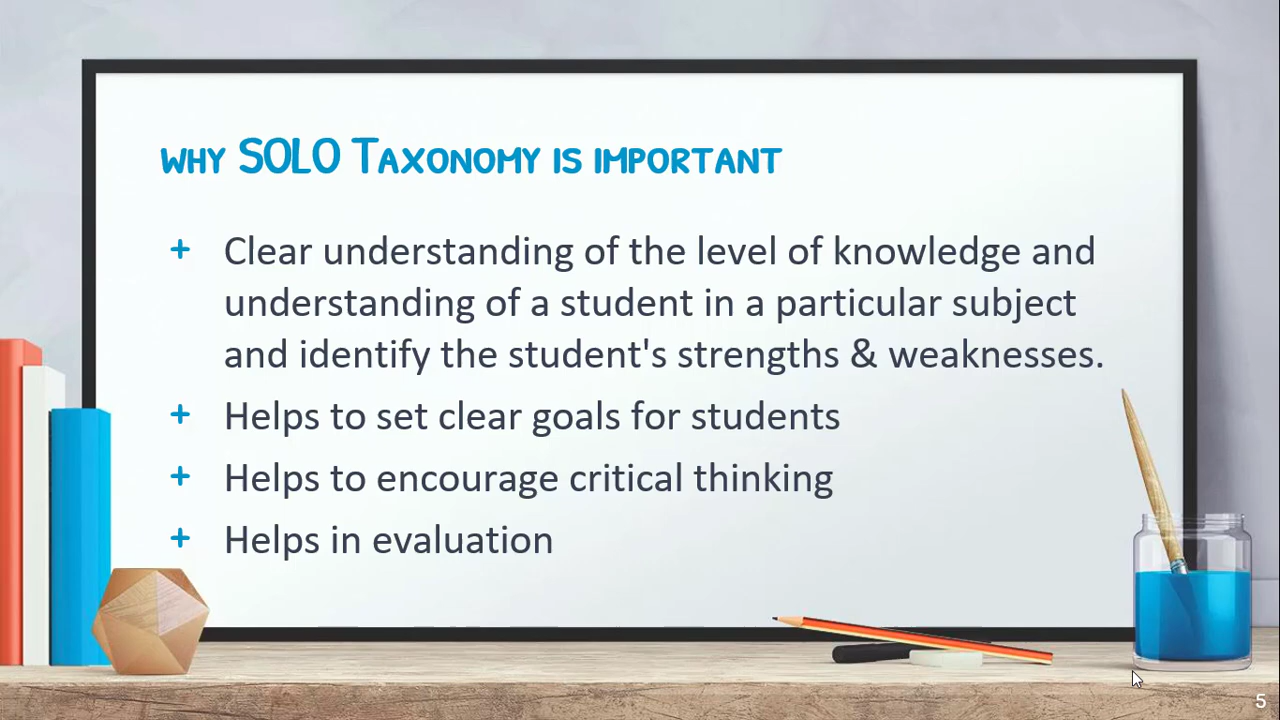 WHY SOLO TAXONOMY IS IMPORTANT
+ Clear understanding of the level of knowledge and
understanding of a student in a particular subject
and identify the student's strengths & weaknesses.
+ Helps to set clear goals for students
+ Helps to encourage critical thinking
+ Helps in evaluation
5